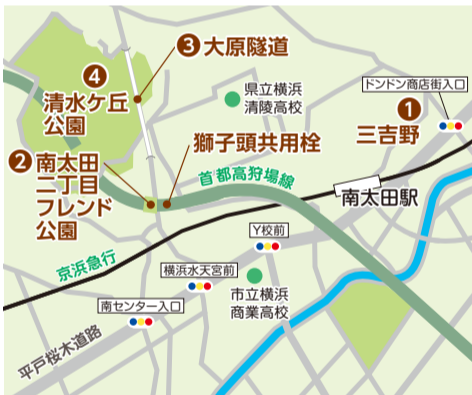 ❸大原隧道
❹
清水ケ丘
公園
県立横浜
清陵高校
ドンドン商店街入口
❶
三吉野
❷南太田
二丁目
フレンド
公園
獅子頭共用栓
首都高狩場線
南太田駅
Y校前
京浜急行
横浜水天宮前
市立横浜
商業高校
南センター入口
平戸桜木道路